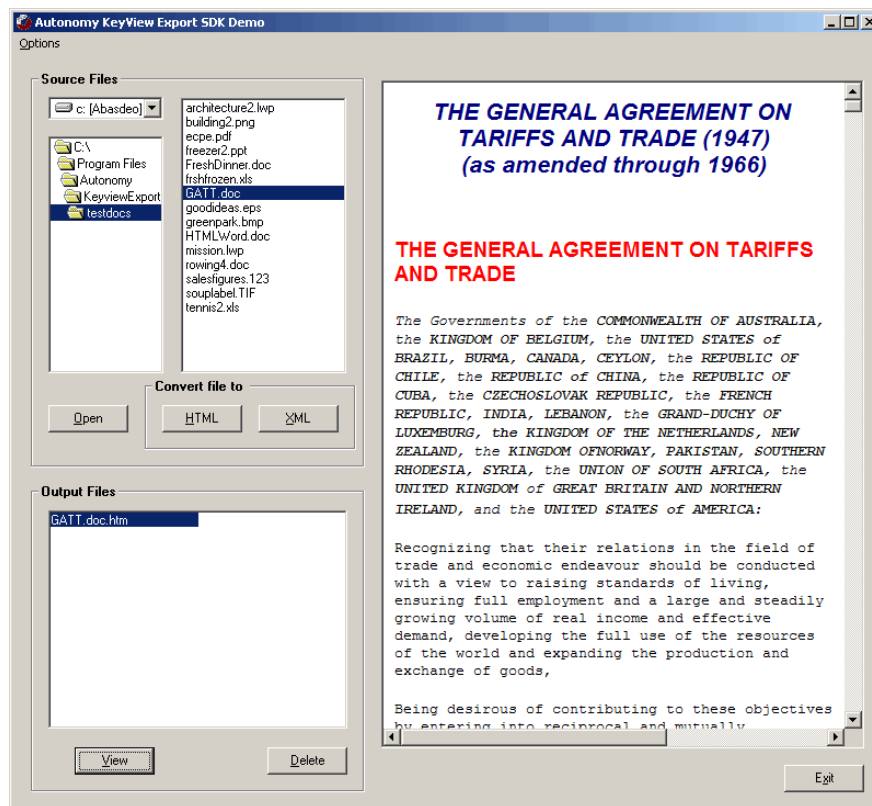 Autonomy KeyView Export SDK Demo
Options
Source Files
c: [Abasdeo]
C:\
Program Files
Autonomy
KeyviewExport
testdocs
architecture2.lwp
building2.png
ecpe.pdf
freezer2.ppt
FreshDinner.doc
frshfrozen.xls
GATT.doc
goodideas.eps
greenpark.bmp
HTMLWord.doc
mission.lwp
rowing4.doc
salesfigures.123
souplabel.TIF
tennis2.xls
Convert file to
Open
HTML
XML
Output Files
GATT.doc.htm
View
Delete
THE GENERAL AGREEMENT ON
TARIFFS AND TRADE (1947)
(as amended through 1966)
THE GENERAL AGREEMENT ON TARIFFS
AND TRADE
The Governments of the COMMONWEALTH OF AUSTRALIA,
the KINGDOM OF BELGIUM, the UNITED STATES of
BRAZIL, BURMA, CANADA, CEYLON, the REPUBLIC OF
CHILE, the REPUBLIC of CHINA, the REPUBLIC OF
CUBA, the CZECHOSLOVAK REPUBLIC, the FRENCH
REPUBLIC, INDIA, LEBANON, the GRAND-DUCHY OF
LUXEMBURG, the KINGDOM OF THE NETHERLANDS, NEW
ZEALAND, the KINGDOM OFNORWAY, PAKISTAN, SOUTHERN
RHODESIA, SYRIA, the UNION OF SOUTH AFRICA, the
UNITED KINGDOM of GREAT BRITAIN AND NORTHERN
IRELAND, and the UNITED STATES of AMERICA:
Recognizing that their relations in the field of
trade and economic endeavour should be conducted
with a view to raising standards of living,
ensuring full employment and a large and steadily
growing volume of real income and effective
demand, developing the full use of the resources
of the world and expanding the production and
exchange of goods,
Being desirous of contributing to these objectives
by entering into reciprocal and mutually
Exit